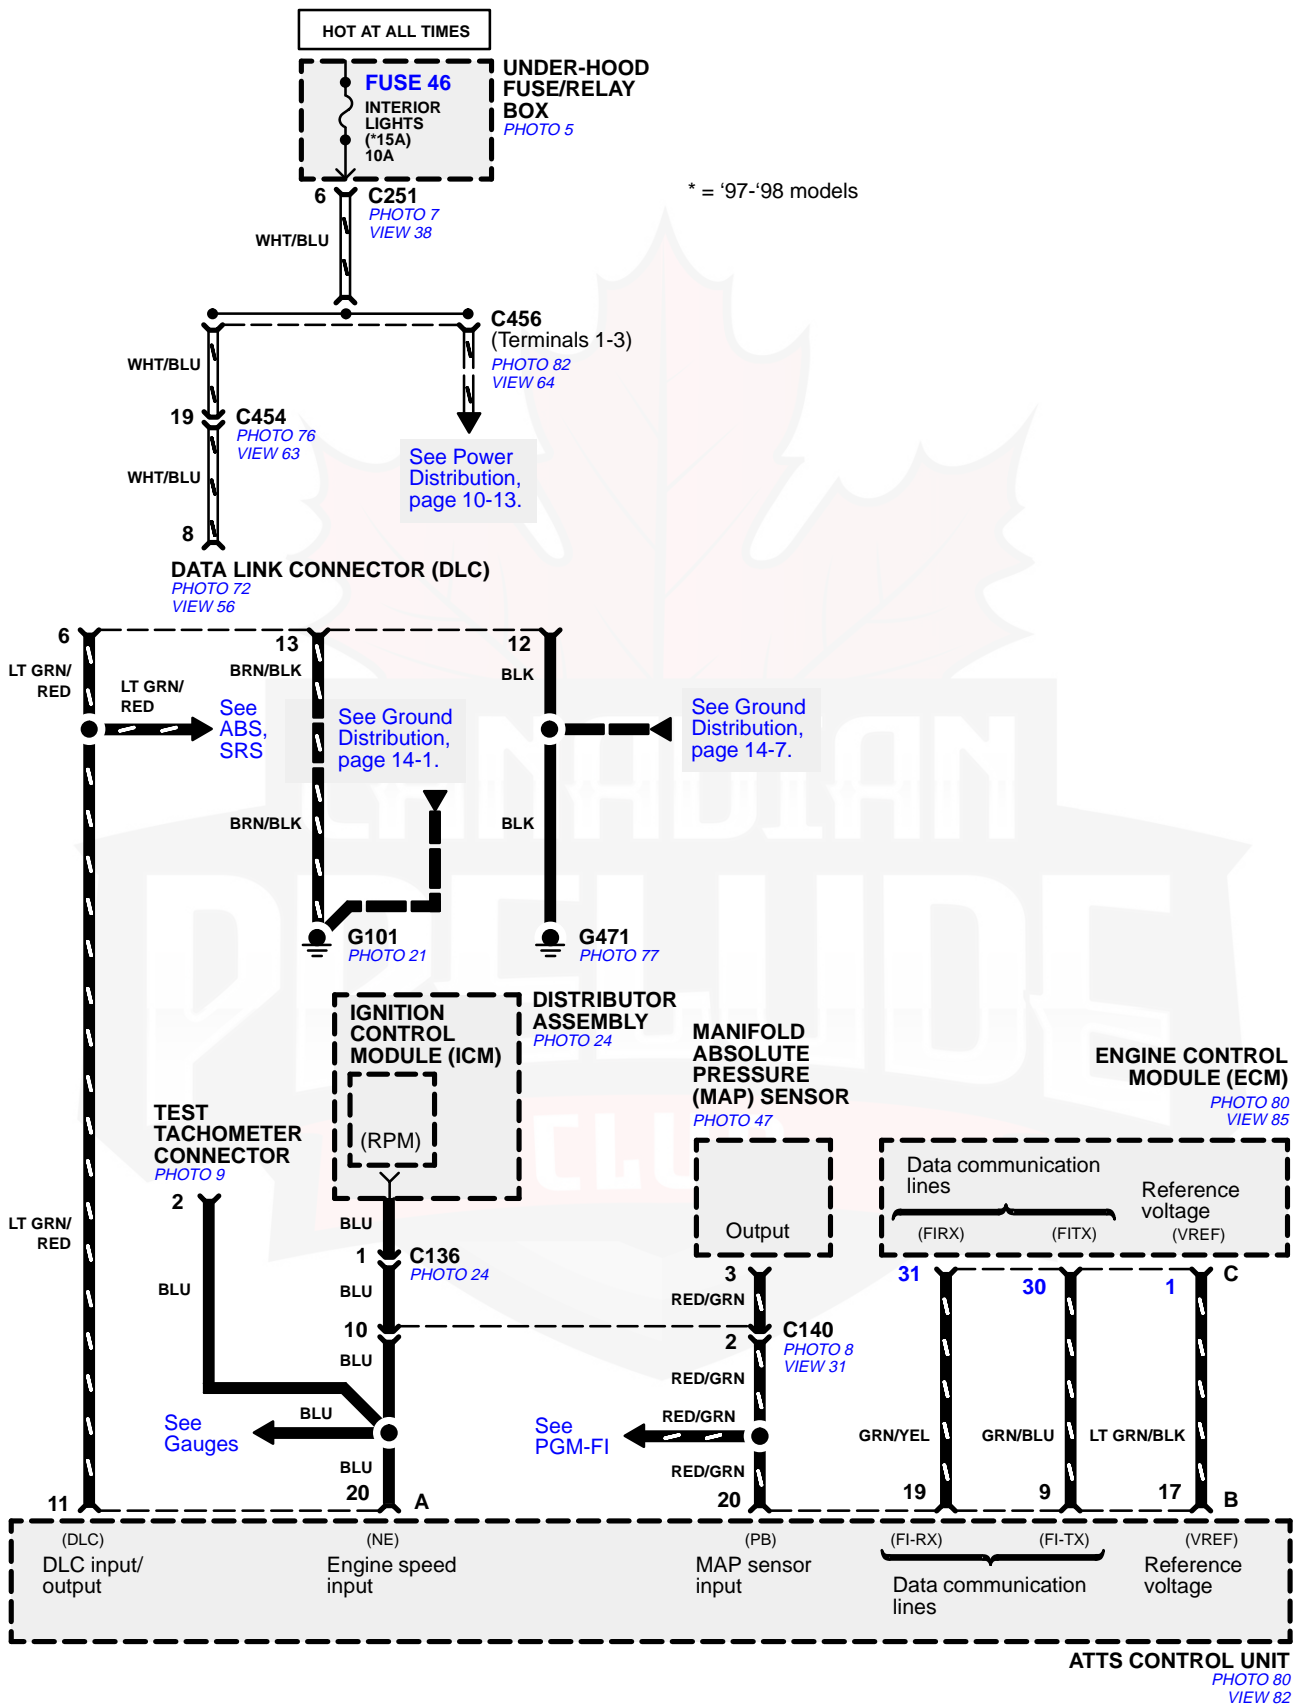 HOT AT ALL TIMES
FUSE 46
INTERIOR
LIGHTS
(*15A)
10A
UNDER-HOOD
FUSE/RELAY
BOX
PHOTO 5
* = ‘97-‘98 models
6
C251
PHOTO 7
VIEW 38
WHT/BLU
C456
(Terminals 1-3)
PHOTO 82
VIEW 64
WHT/BLU
19
C454
PHOTO 76
VIEW 63
See Power
Distribution,
page 10-13.
WHT/BLU
8
DATA LINK CONNECTOR (DLC)
PHOTO 72
VIEW 56
6
13
12
LT GRN/
RED
LT GRN/
RED
See
ABS,
SRS
BRN/BLK
See Ground
Distribution,
page 14-1.
BLK
See Ground
Distribution,
page 14-7.
BRN/BLK
BLK
G101
PHOTO 21
G471
PHOTO 77
CANADIAN
PRELUDE
CLUB
IGNITION
CONTROL
MODULE (ICM)
(RPM)
DISTRIBUTOR
ASSEMBLY
PHOTO 24
MANIFOLD
ABSOLUTE
PRESSURE
(MAP) SENSOR
PHOTO 47
ENGINE CONTROL
MODULE (ECM)
PHOTO 80
VIEW 85
TEST
TACHOMETER
CONNECTOR
PHOTO 9
2
Output
Data communication
lines
(FIRX)
(FITX)
Reference
voltage
(VREF)
LT GRN/
RED
BLU
1
C136
PHOTO 24
BLU
BLU
3
RED/GRN
31
30
1
C
10
BLU
2
C140
PHOTO 8
VIEW 31
RED/GRN
See
Gauges
BLU
See
PGM-FI
RED/GRN
GRN/YEL
GRN/BLU
LT GRN/BLK
BLU
RED/GRN
11
20
A
20
19
9
17
B
(DLC)
DLC input/
output
(NE)
Engine speed
input
(PB)
MAP sensor
input
(FI-RX)
(FI-TX)
Data communication
lines
(VREF)
Reference
voltage
ATTS CONTROL UNIT
PHOTO 80
VIEW 82